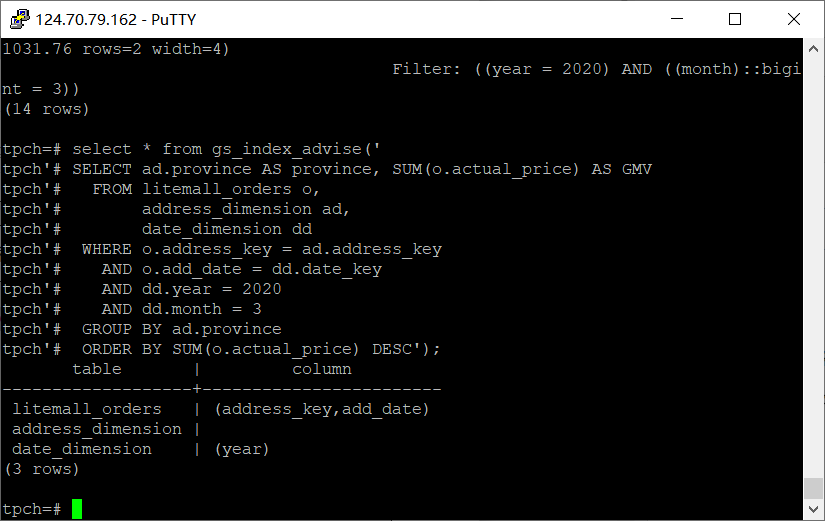 124.70.79.162 - PuTTY
1031.76 rows=2 width=4)
                                       Filter: ((year = 2020) AND ((month)::bigi
nt = 3))
(14 rows)

tpch=# select * from gs_index_advise('
tpch'# SELECT ad.province AS province, SUM(o.actual_price) AS GMV
tpch'#   FROM litemall_orders o,
tpch'#        address_dimension ad,
tpch'#        date_dimension dd
tpch'#  WHERE o.address_key = ad.address_key
tpch'#    AND o.add_date = dd.date_key
tpch'#    AND dd.year = 2020
tpch'#    AND dd.month = 3
tpch'#  GROUP BY ad.province
tpch'#  ORDER BY SUM(o.actual_price) DESC');
       table       |         column
-------------------+------------------------
 litemall_orders   | (address_key,add_date)
 address_dimension |
 date_dimension    | (year)
(3 rows)

tpch=#